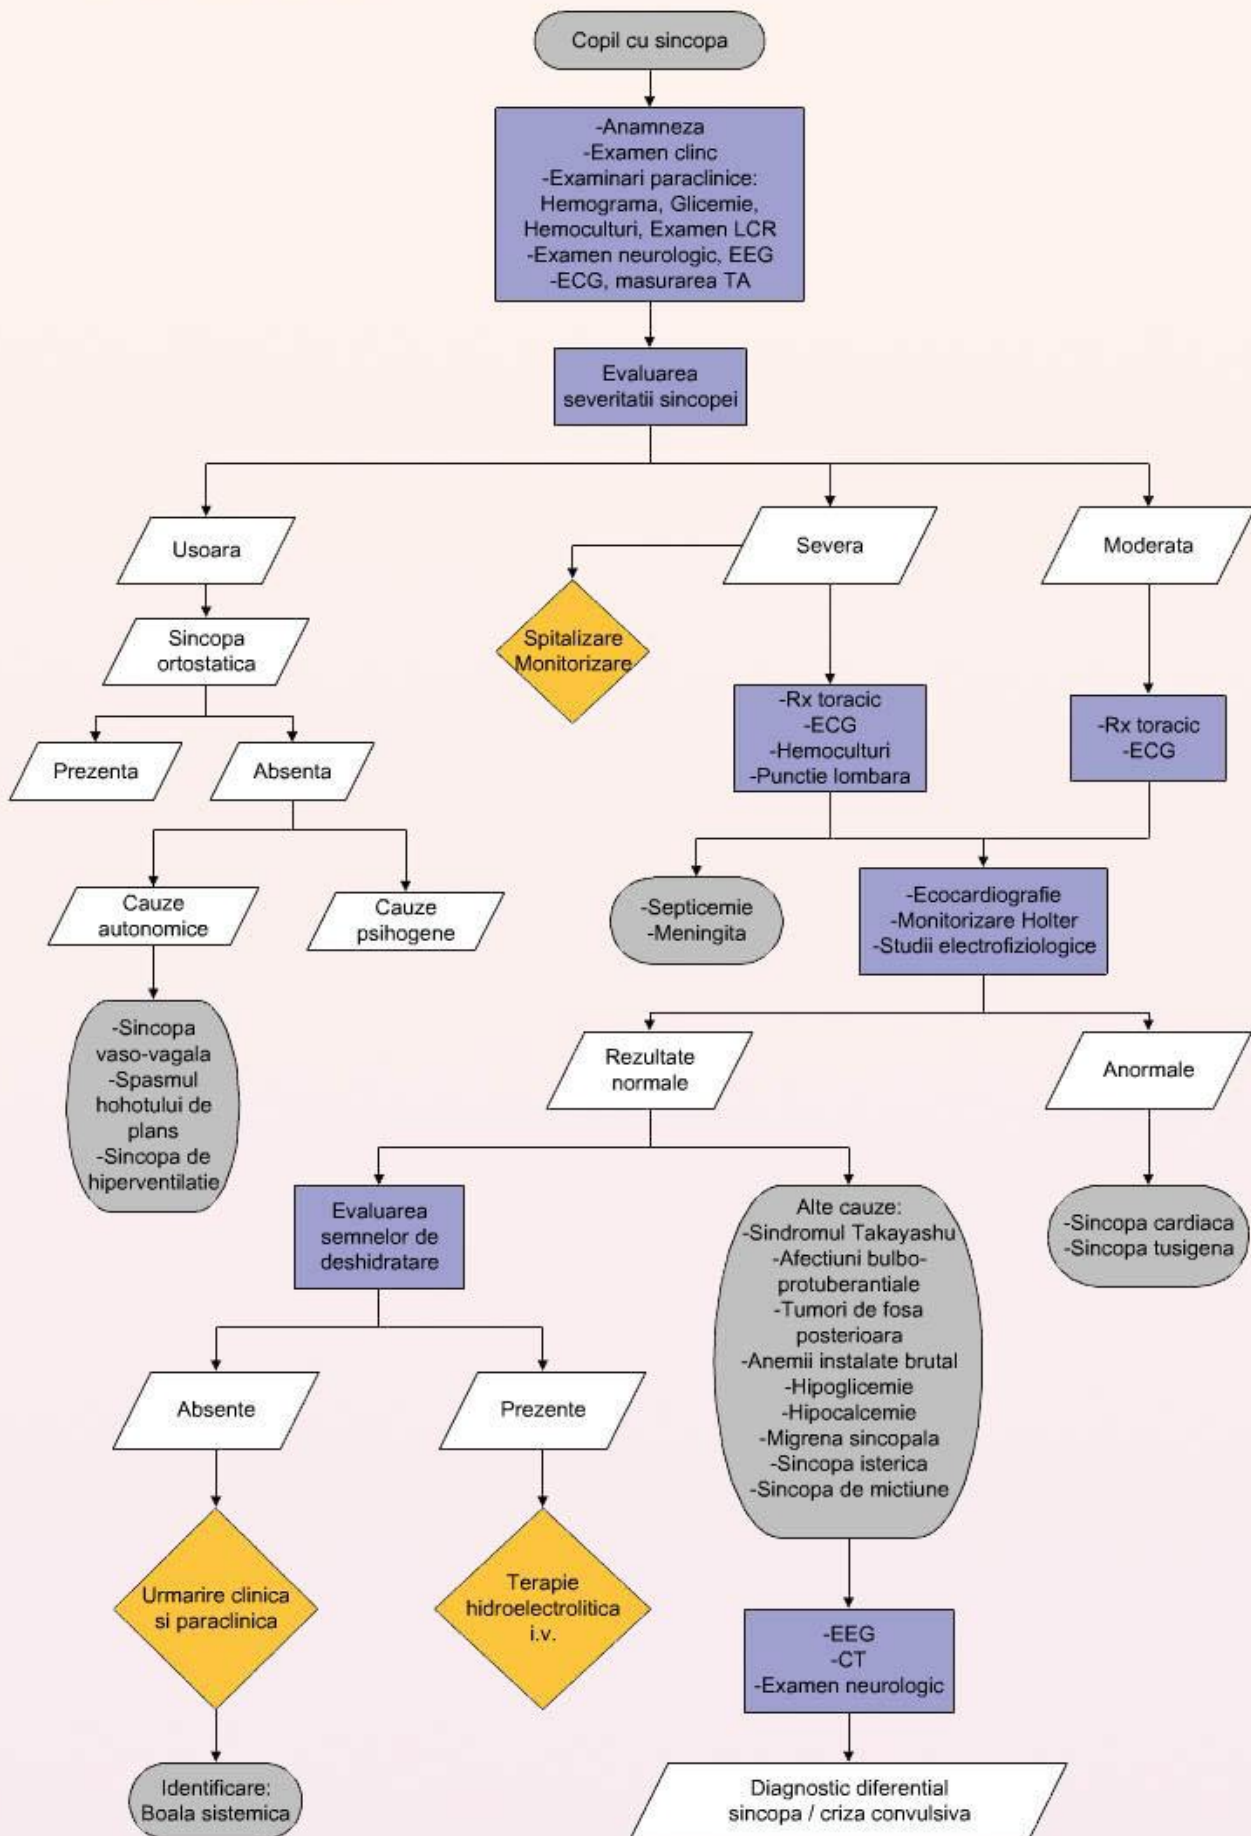 Copil cu sincopa
-Anamneza
-Examen clinc
-Examinari paraclinice:
Hemograma, Glicemie,
Hemoculturi, Examen LCR
-Examen neurologic, EEG
-ECG, masurarea TA
Evaluarea
severitatii sincopei
Usoara
Severa
Moderata
Sincopa
ortostatica
Spitalizare
Monitorizare
Prezenta
Absenta
-Rx toracic
-ECG
-Hemoculturi
-Punctie lombara
-Rx toracic
-ECG
Cauze
autonomice
Cauze
psihogene
-Septicemie
-Meningita
-Ecocardiografie
-Monitorizare Holter
-Studii electrofiziologice
-Sincopa
vaso-vagala
-Spasmul
hohotului de
plans
-Sincopa de
hiperventilatie
Rezultate
normale
Anormale
Evaluarea
semnelor de
deshidratare
Alte cauze:
-Sindromul Takayashu
-Afectiuni bulbo-
protuberantiale
-Tumori de fosa
posterioara
-Anemii instalate brutal
-Hipoglicemie
-Hipocalcemie
-Migrena sincopala
-Sincopa isterica
-Sincopa de mictiune
-Sincopa cardiaca
-Sincopa tusigena
Absente
Prezente
Urmarire clinica
si paraclinica
Terapie
hidroelectrolitica
i.v.
-EEG
-CT
-Examen neurologic
Identificare:
Boala sistemica
Diagnostic diferential
sincopa / criza convulsiva